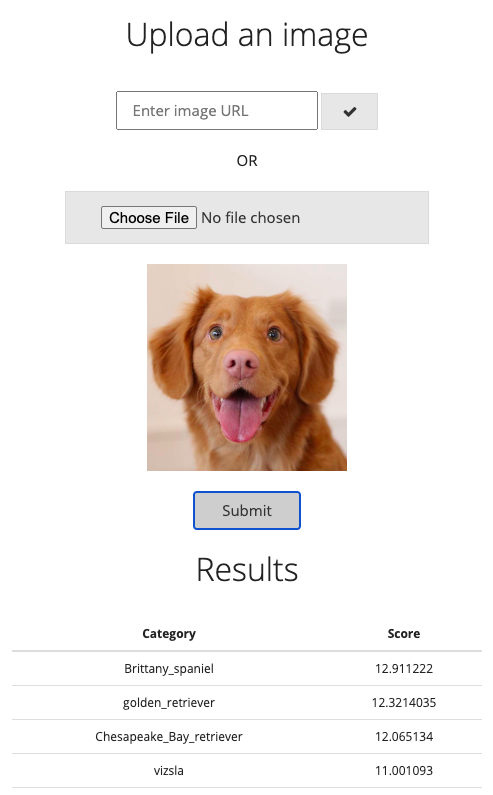 Upload an image
Enter image URL
OR
Choose File No file chosen
Submit
Results
Category Score
Brittany_spaniel 12.911222
golden_retriever 12.3214035
Chesapeake_Bay_retriever 12.065134
vizsla 11.001093